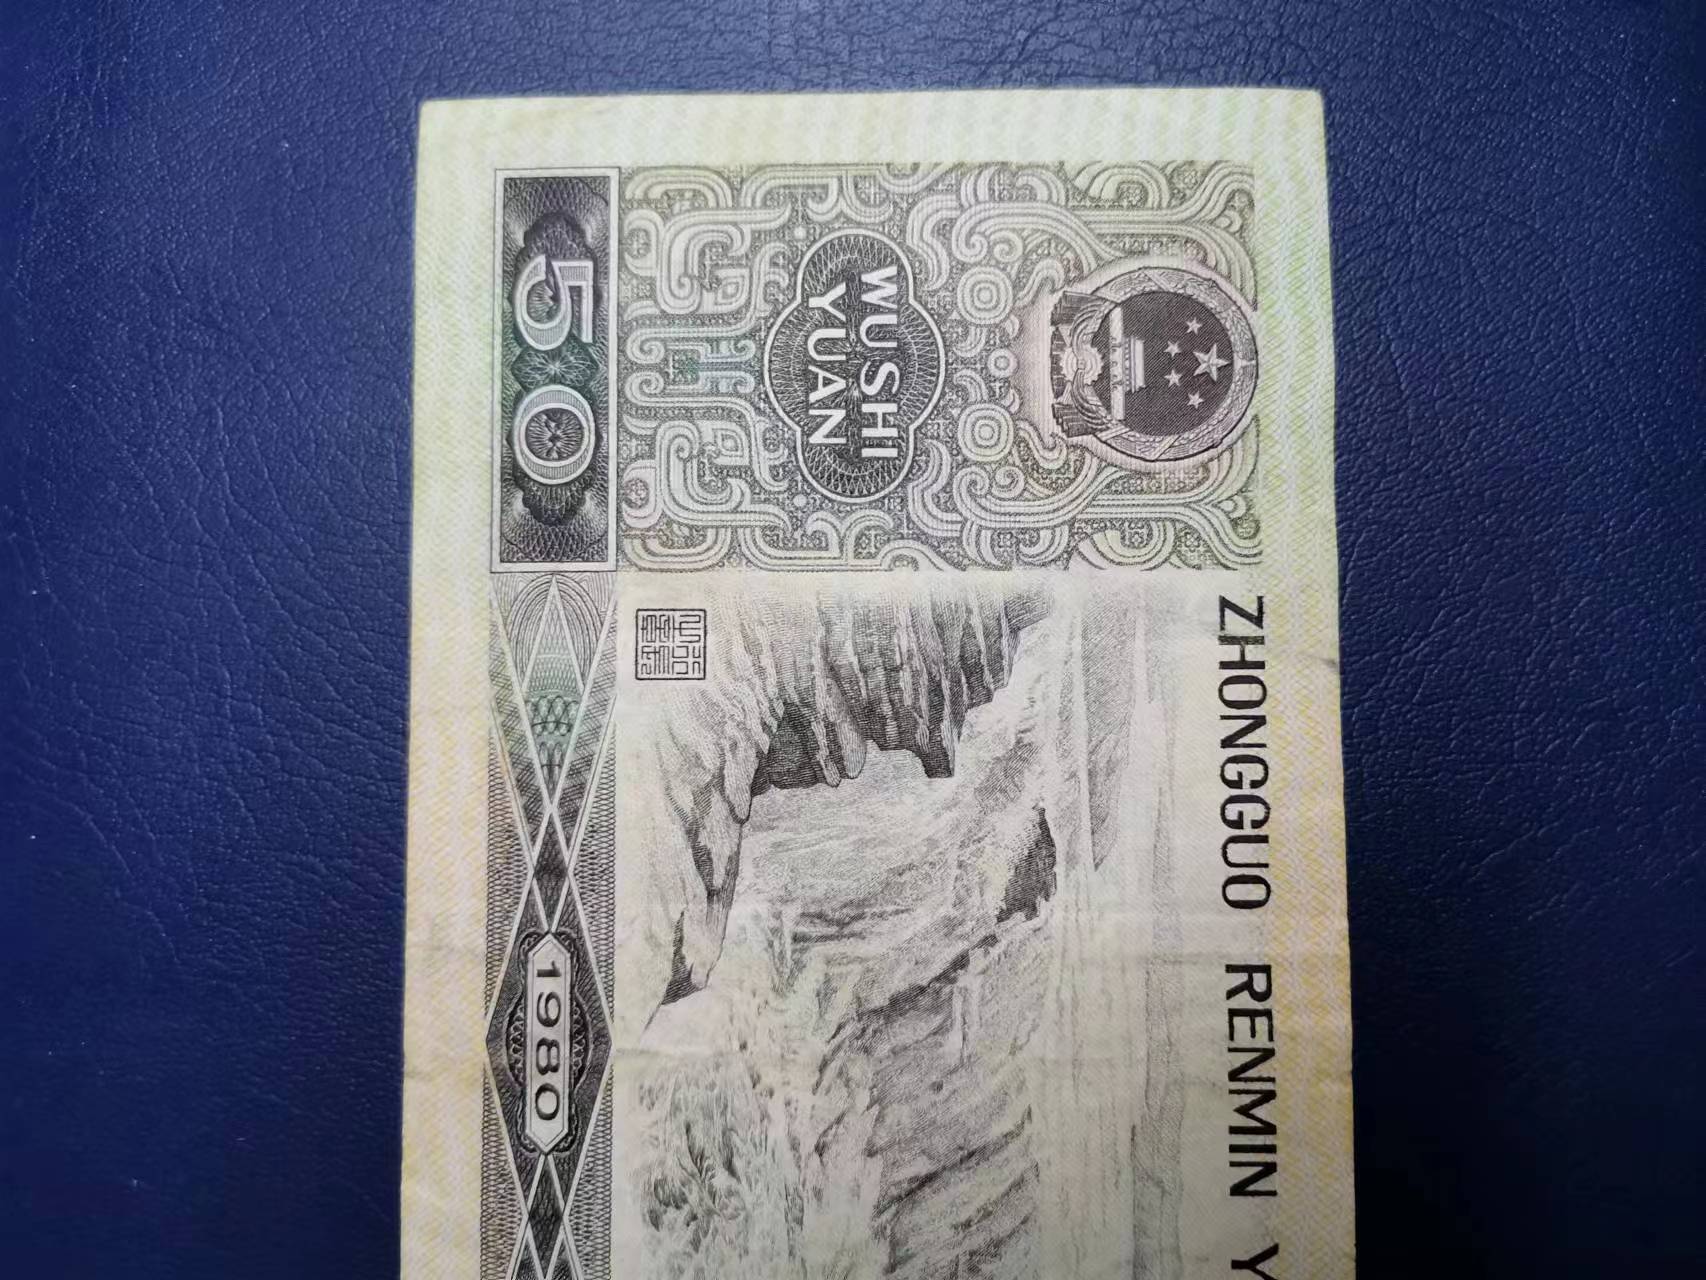 ZHONGGUO RENMIN Y
WUSHI
YUAN
50
1980